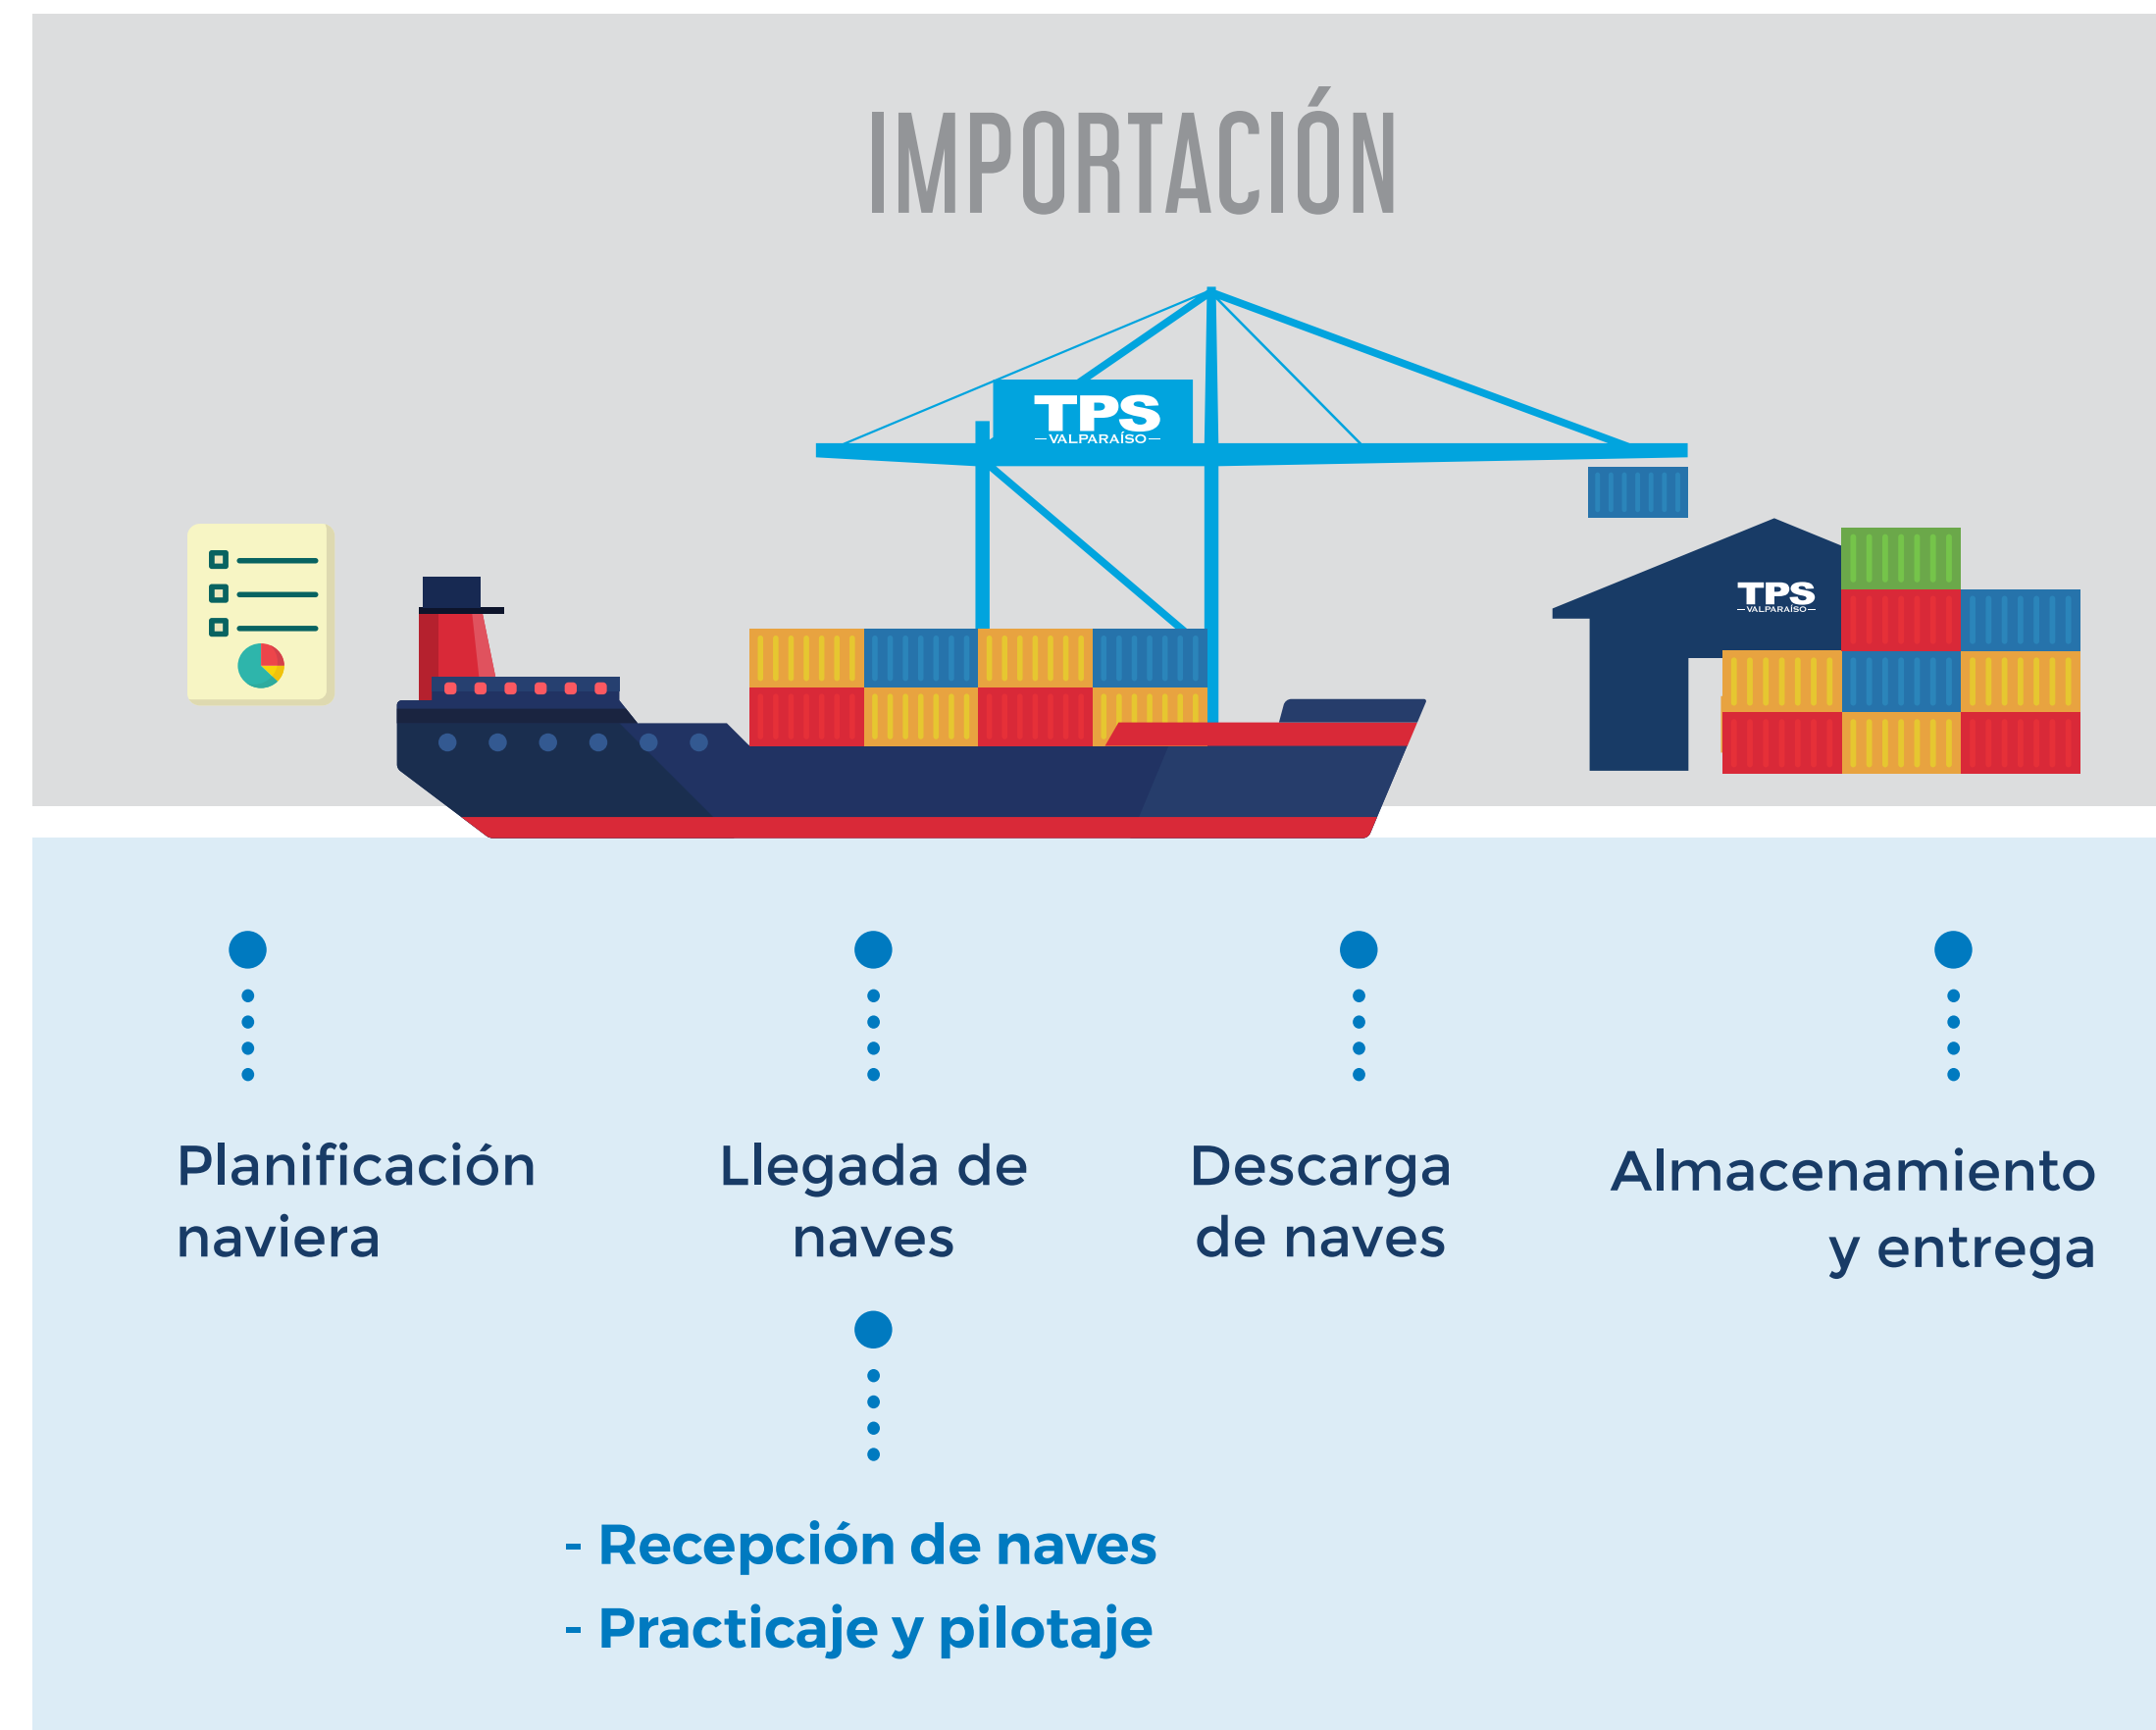 IMPORTACIÓN
TPS
VALPARAÍSO
TPS
VALPARAÍSO
Planificación
naviera
Llegada de
naves
Descarga
de naves
Almacenamiento
y entrega
- Recepción de naves
- Practicaje y pilotaje